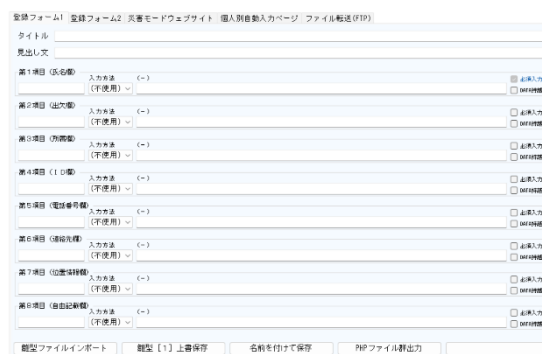 登録フォーム1 登録フォーム2 災害モードウェブサイト 個人別自動入力ページ ファイル転送(FTP)
タイトル
見出し文
第1項目 (氏名欄)
入力方法 (-)
(不使用)
必須入力
第2項目 (出欠欄)
入力方法 (-)
(不使用)
必須入力
第3項目 (所属欄)
入力方法 (-)
(不使用)
必須入力
第4項目 (ID欄)
入力方法 (-)
(不使用)
必須入力
第5項目 (電話番号欄)
入力方法 (-)
(不使用)
必須入力
第6項目 (連絡先欄)
入力方法 (-)
(不使用)
必須入力
第7項目 (位置情報欄)
入力方法 (-)
(不使用)
必須入力
第8項目 (自由記載欄)
入力方法 (-)
(不使用)
必須入力
雛型ファイルインポート 雛型 [1] 上書保存 名前を付けて保存 PHPファイル群出力